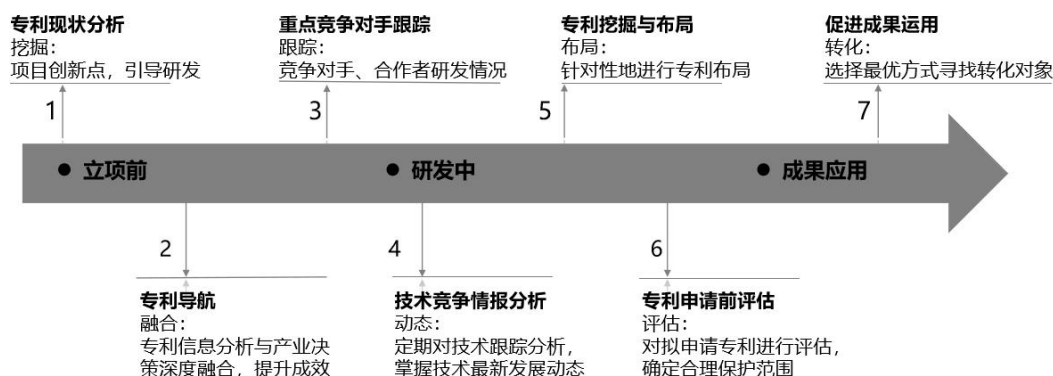 专利现状分析
挖掘：
项目创新点，引导研发
1
重点竞争对手跟踪
跟踪：
竞争对手、合作者研发情况
3
专利挖掘与布局
布局：
针对性地进行专利布局
5
促进成果运用
转化：
选择最优方式寻找转化对象
7
● 立项前
● 研发中
● 成果应用
2
专利导航
融合：
专利信息分析与产业决
策深度融合，提升成效
4
技术竞争情报分析
动态：
定期对技术跟踪分析，
掌握技术最新发展动态
6
专利申请前评估
评估：
对拟申请专利进行评估，
确定合理保护范围